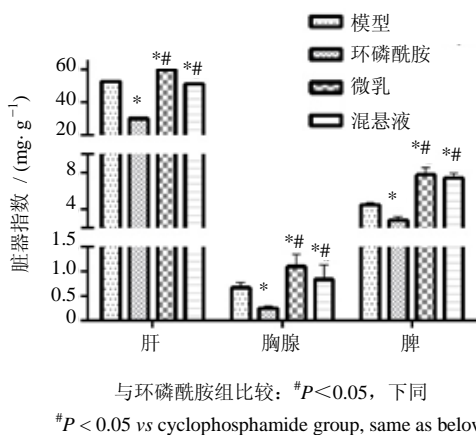 模型
环磷酰胺
微乳
混悬液
脏器指数 / (mg· g⁻¹)
60
40
20
8
4
1.5
1.0
0.5
0
*
*#
*#
*
*#
*#
*
*#
*#
肝
胸腺
脾
与环磷酰胺组比较：#P＜0.05，下同
#P < 0.05 vs cyclophosphamide group, same as below